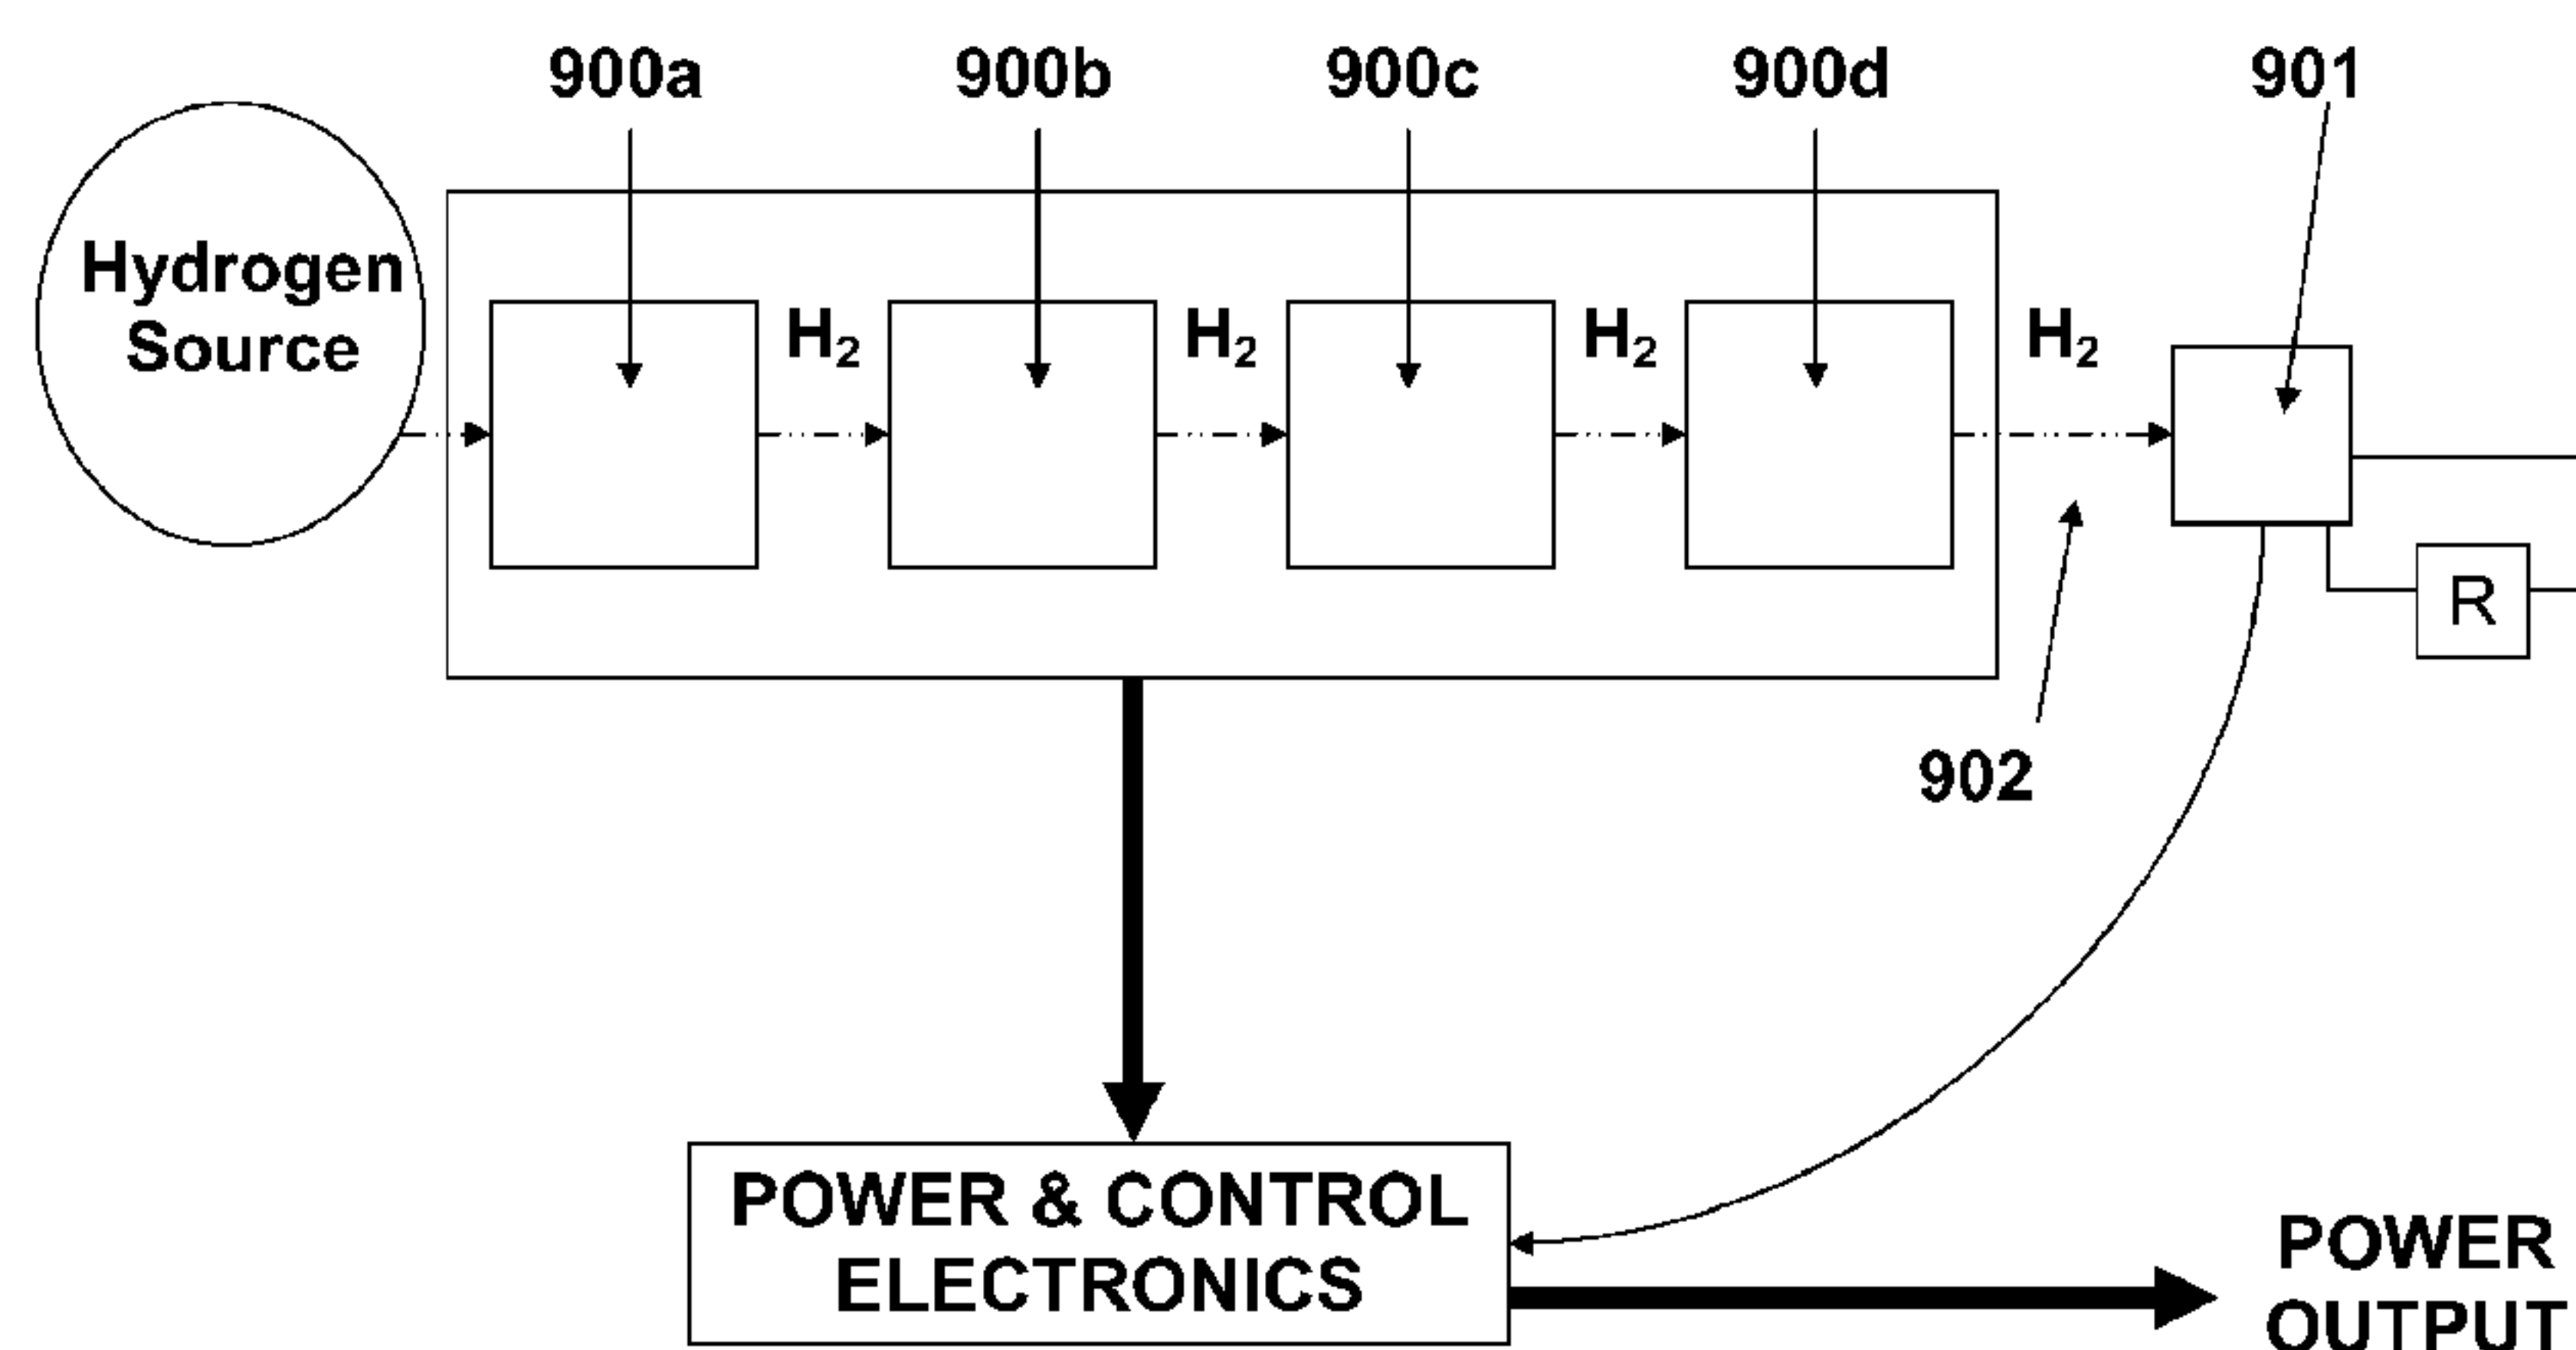 900a 900b 900c 900d 901
Hydrogen
Source
H₂ H₂ H₂ H₂
R
902
POWER & CONTROL
ELECTRONICS
POWER
OUTPUT